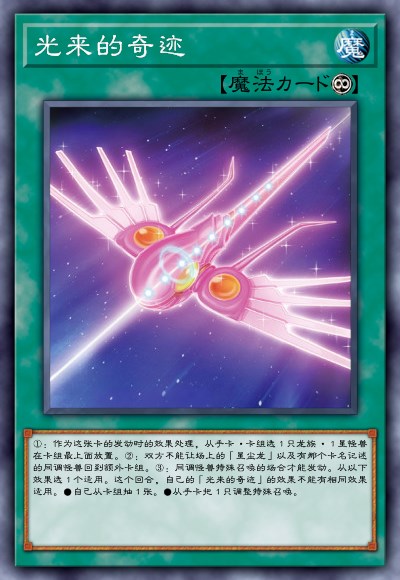 光来的奇迹
魔
【魔法カード】
まほう
①：作为这张卡的发动时的效果处理，从手卡·卡组选1只龙族·1星怪兽
在卡组最上面放置。②：双方不能让场上的「星尘龙」以及有那个卡名记述
的同调怪兽回到额外卡组。③：同调怪兽特殊召唤的场合才能发动。从以下
效果选1个适用。这个回合，自己的「光来的奇迹」的效果不能有相同效果
适用。●自己从卡组抽1张。●从手卡把1只调整特殊召唤。